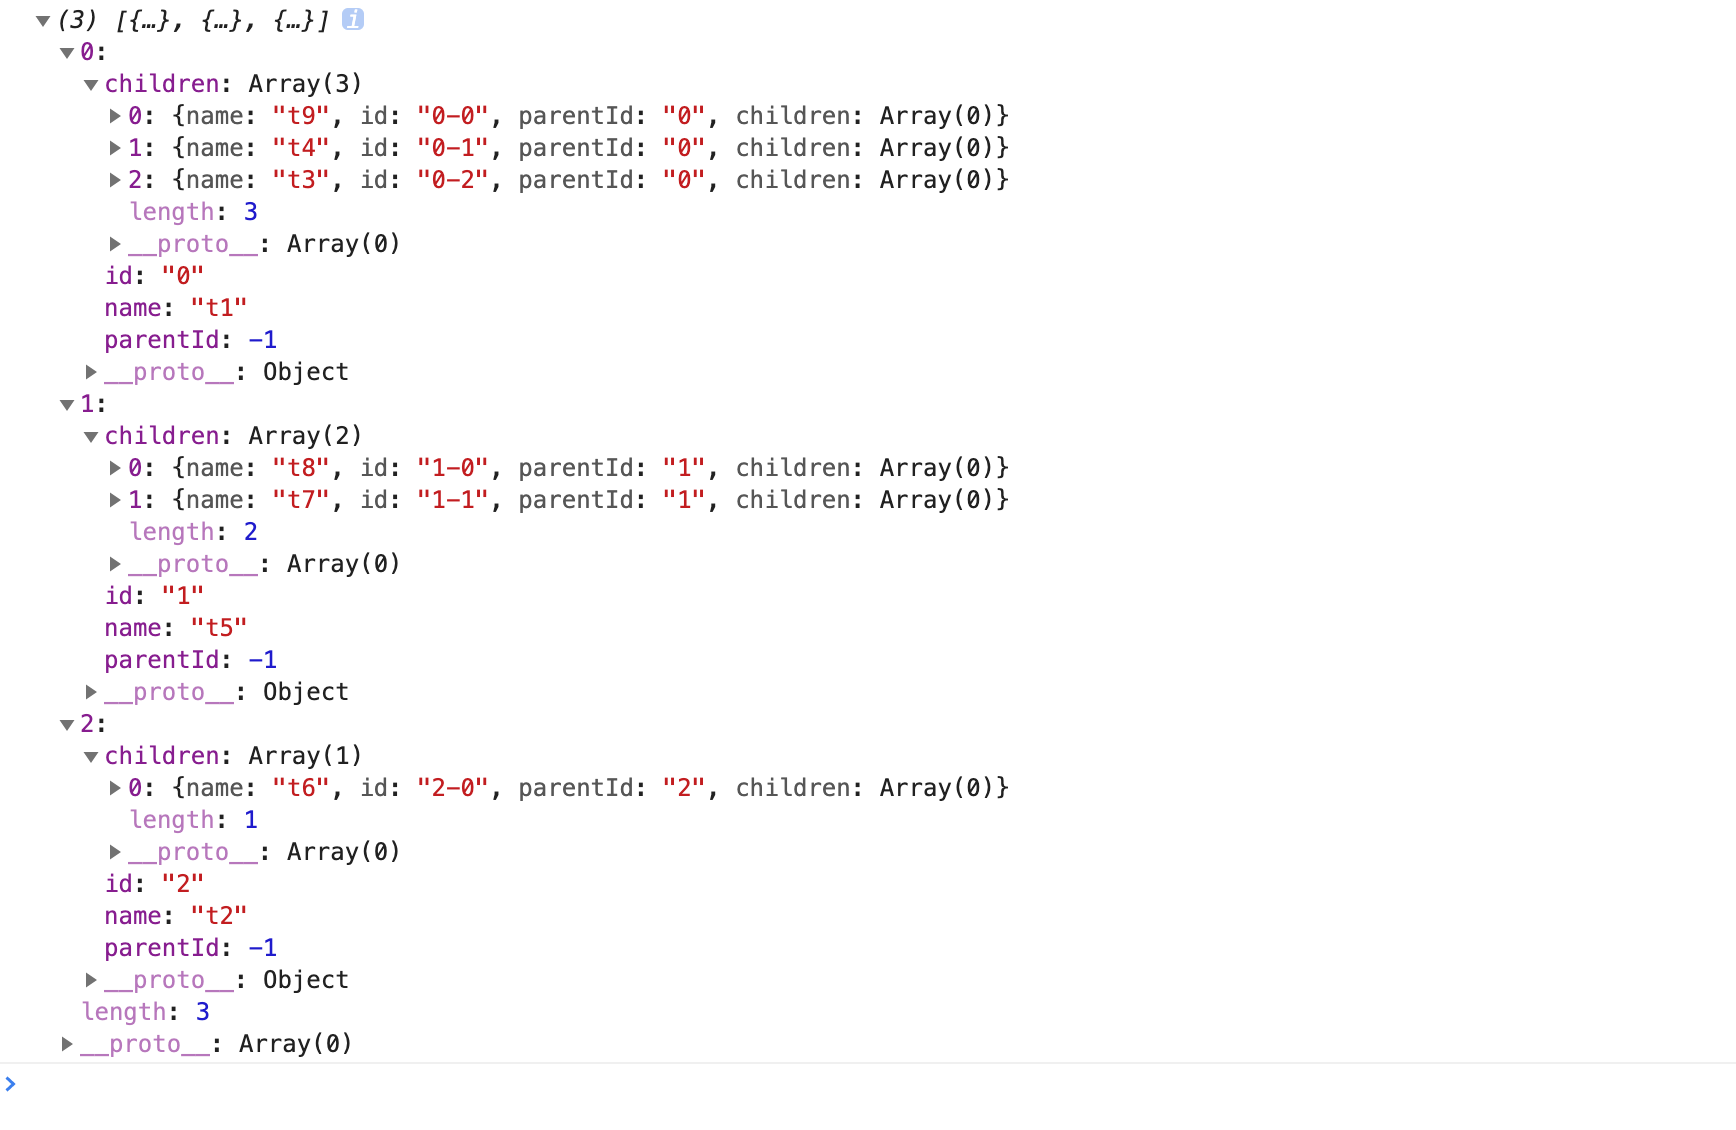 (3) [{…}, {…}, {…}] i
0:
children: Array(3)
0: {name: "t9", id: "0-0", parentId: "0", children: Array(0)}
1: {name: "t4", id: "0-1", parentId: "0", children: Array(0)}
2: {name: "t3", id: "0-2", parentId: "0", children: Array(0)}
length: 3
__proto__: Array(0)
id: "0"
name: "t1"
parentId: -1
__proto__: Object
1:
children: Array(2)
0: {name: "t8", id: "1-0", parentId: "1", children: Array(0)}
1: {name: "t7", id: "1-1", parentId: "1", children: Array(0)}
length: 2
__proto__: Array(0)
id: "1"
name: "t5"
parentId: -1
__proto__: Object
2:
children: Array(1)
0: {name: "t6", id: "2-0", parentId: "2", children: Array(0)}
length: 1
__proto__: Array(0)
id: "2"
name: "t2"
parentId: -1
__proto__: Object
length: 3
__proto__: Array(0)